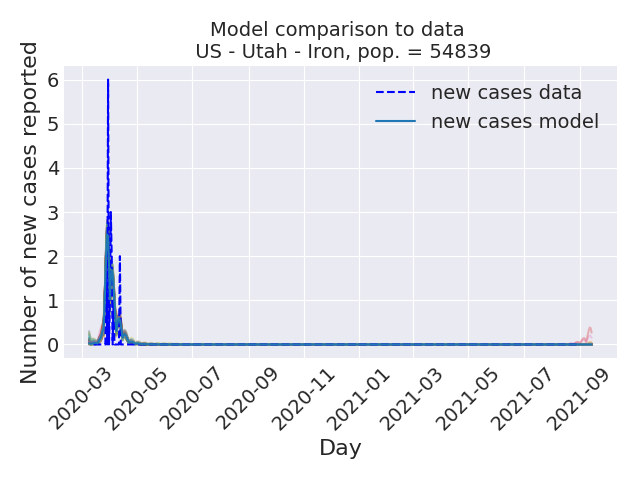 Model comparison to data
US - Utah - Iron, pop. = 54839
new cases data
new cases model
Number of new cases reported
6
5
4
3
2
1
0
2020-03
2020-05
2020-07
2020-09
2020-11
2021-01
2021-03
2021-05
2021-07
2021-09
Day